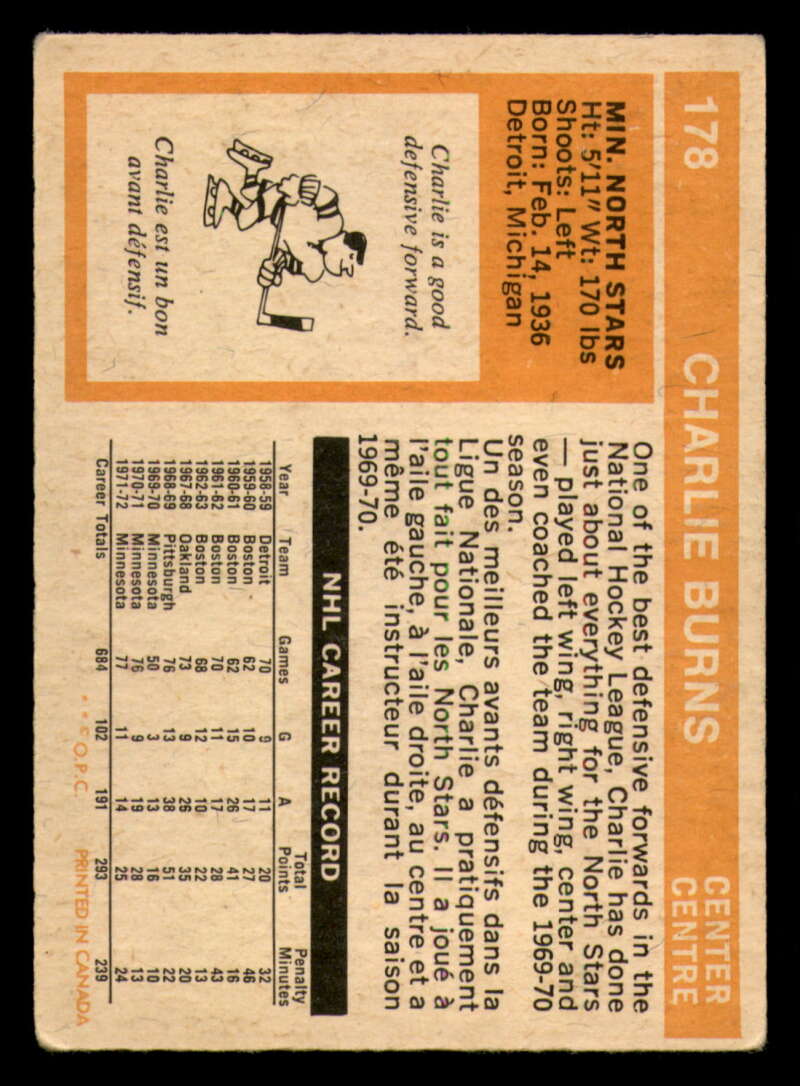 178 CHARLIE BURNS CENTER
CENTRE
MIN. NORTH STARS
Ht: 5'11" Wt: 170 lbs
Shoots: Left
Born: Feb. 14, 1936
Detroit, Michigan
Charlie is a good
defensive forward.
Charlie est un bon
avant défensif.
One of the best defensive forwards in the
National Hockey League, Charlie has done
just about everything for the North Stars
— played left wing, right wing, center and
even coached the team during the 1969-70
season.
Un des meilleurs avants défensifs dans la
Ligue Nationale, Charlie a pratiquement
tout fait pour les North Stars. Il a joué à
l'aile gauche, à l'aile droite, au centre et a
même été instructeur durant la saison
1969-70.
NHL CAREER RECORD
Year Team Games G A Total Points Penalty Minutes
1958-59 Detroit 70 9 11 20 32
1959-60 Boston 62 10 17 27 46
1960-61 Boston 62 15 26 41 16
1961-62 Boston 70 11 17 28 43
1962-63 Boston 68 12 10 22 13
1967-68 Oakland 73 9 26 35 20
1968-69 Pittsburgh 76 13 38 51 22
1969-70 Minnesota 50 3 13 16 10
1970-71 Minnesota 76 9 19 28 13
1971-72 Minnesota 77 11 14 25 24
Career Totals 684 102 191 293 239
* * © O.P.C. PRINTED IN CANADA